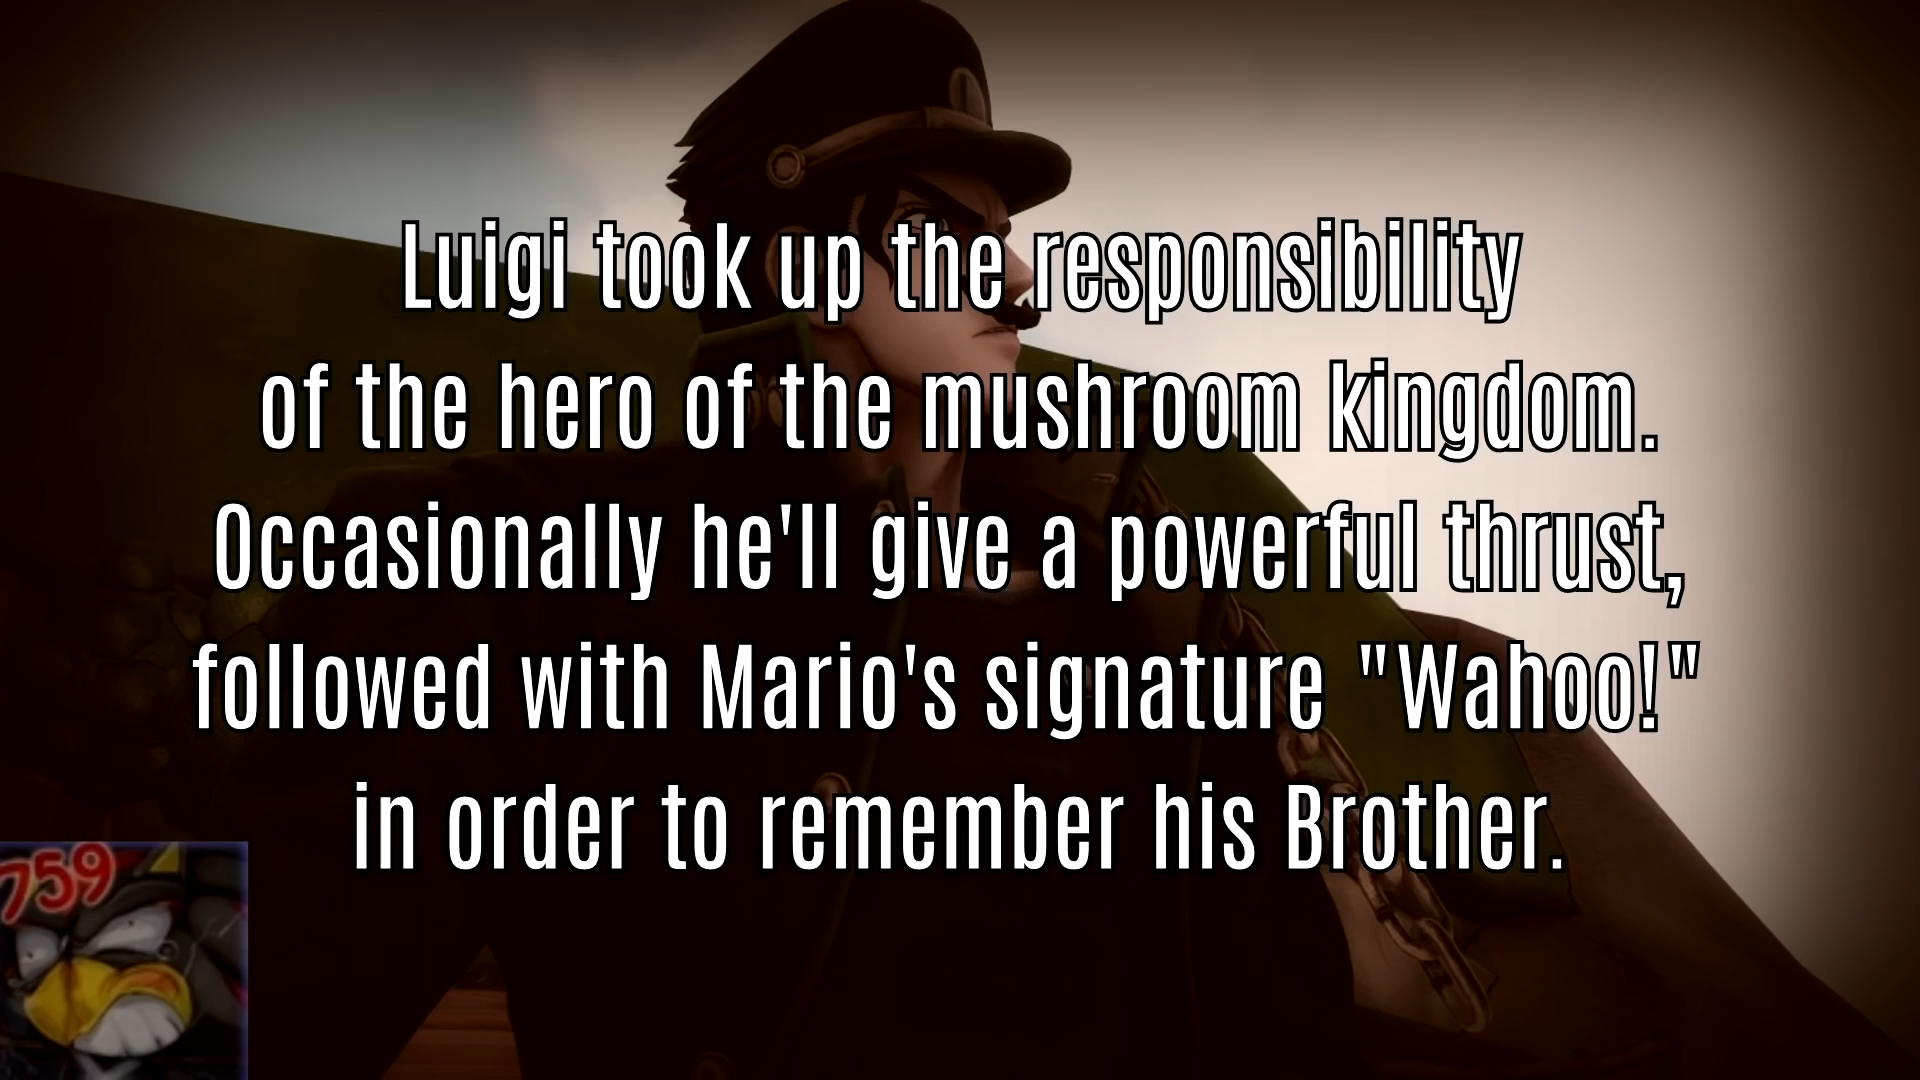 Luigi took up the responsibility
of the hero of the mushroom kingdom.
Occasionally he'll give a powerful thrust,
followed with Mario's signature "Wahoo!"
in order to remember his Brother.
759